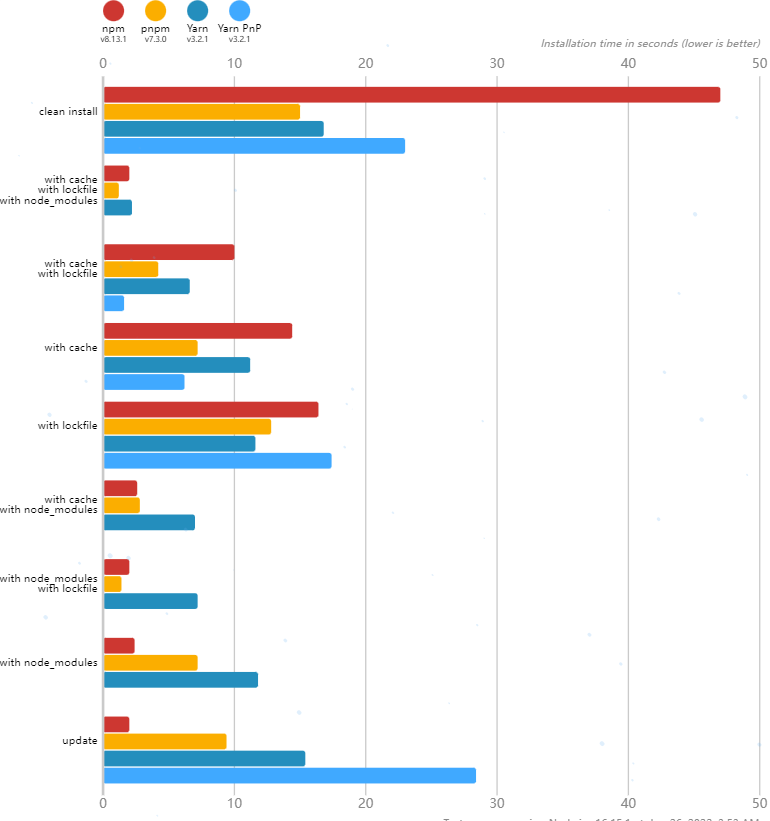 npm pnpm Yarn Yarn PnP
v8.13.1 v7.3.0 v3.2.1 v3.2.1
Installation time in seconds (lower is better)
0 10 20 30 40 50
clean install
with cache
with lockfile
with node_modules
with cache
with lockfile
with cache
with lockfile
with cache
with node_modules
with node_modules
with lockfile
with node_modules
update
0 10 20 30 40 50